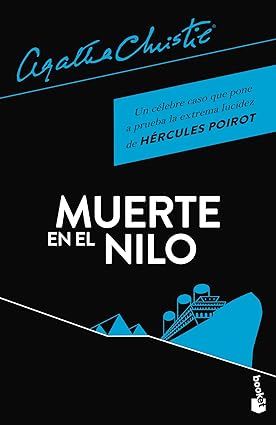 Agatha Christie
Un célebre caso que pone
a prueba la extrema lucidez
de HÉRCULES POIROT
MUERTE
EN EL NILO
booket